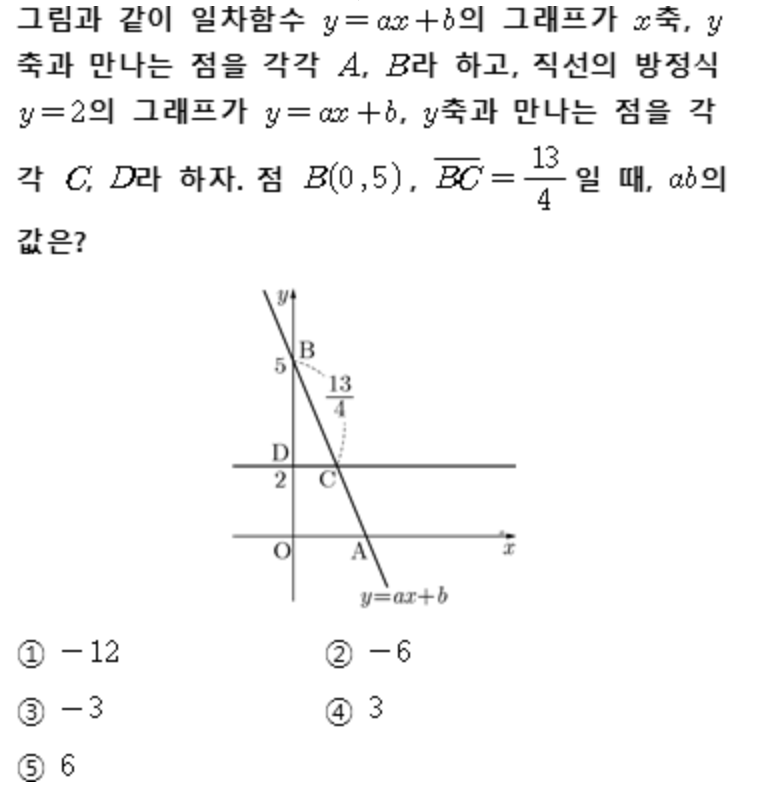 그림과 같이 일차함수 y=ax+b의 그래프가 x축, y
축과 만나는 점을 각각 A, B라 하고, 직선의 방정식
y=2의 그래프가 y=ax+b, y축과 만나는 점을 각
각 C, D라 하자. 점 B(0,5), \overline{BC}=\frac{13}{4} 일 때, ab의
값은?
y
B
5
13
4
D
2
C
O
A
x
y=ax+b
① -12 ② -6
③ -3 ④ 3
⑤ 6